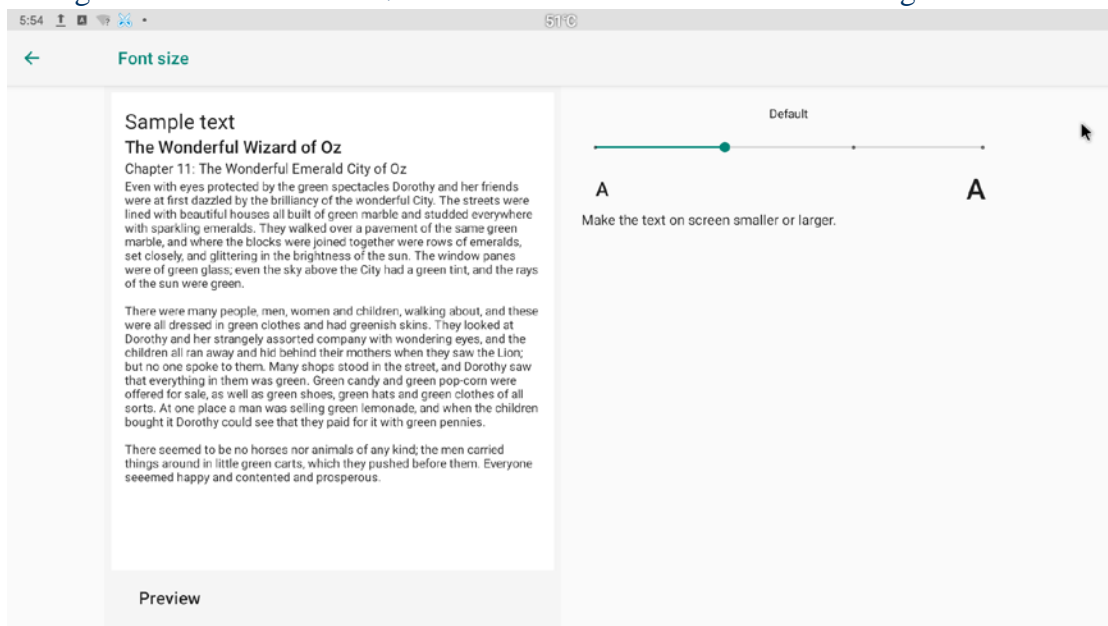 5:54
51°C
Font size
Sample text
The Wonderful Wizard of Oz
Chapter 11: The Wonderful Emerald City of Oz
Even with eyes protected by the green spectacles Dorothy and her friends
were at first dazzled by the brilliancy of the wonderful City. The streets were
lined with beautiful houses all built of green marble and studded everywhere
with sparkling emeralds. They walked over a pavement of the same green
marble, and where the blocks were joined together were rows of emeralds,
set closely, and glittering in the brightness of the sun. The window panes
were of green glass; even the sky above the City had a green tint, and the rays
of the sun were green.
There were many people, men, women and children, walking about, and these
were all dressed in green clothes and had greenish skins. They looked at
Dorothy and her strangely assorted company with wondering eyes, and the
children all ran away and hid behind their mothers when they saw the Lion;
but no one spoke to them. Many shops stood in the street, and Dorothy saw
that everything in them was green. Green candy and green pop-corn were
offered for sale, as well as green shoes, green hats and green clothes of all
sorts. At one place a man was selling green lemonade, and when the children
bought it Dorothy could see that they paid for it with green pennies.
There seemed to be no horses nor animals of any kind; the men carried
things around in little green carts, which they pushed before them. Everyone
seeemed happy and contented and prosperous.
Preview
Default
A A
Make the text on screen smaller or larger.